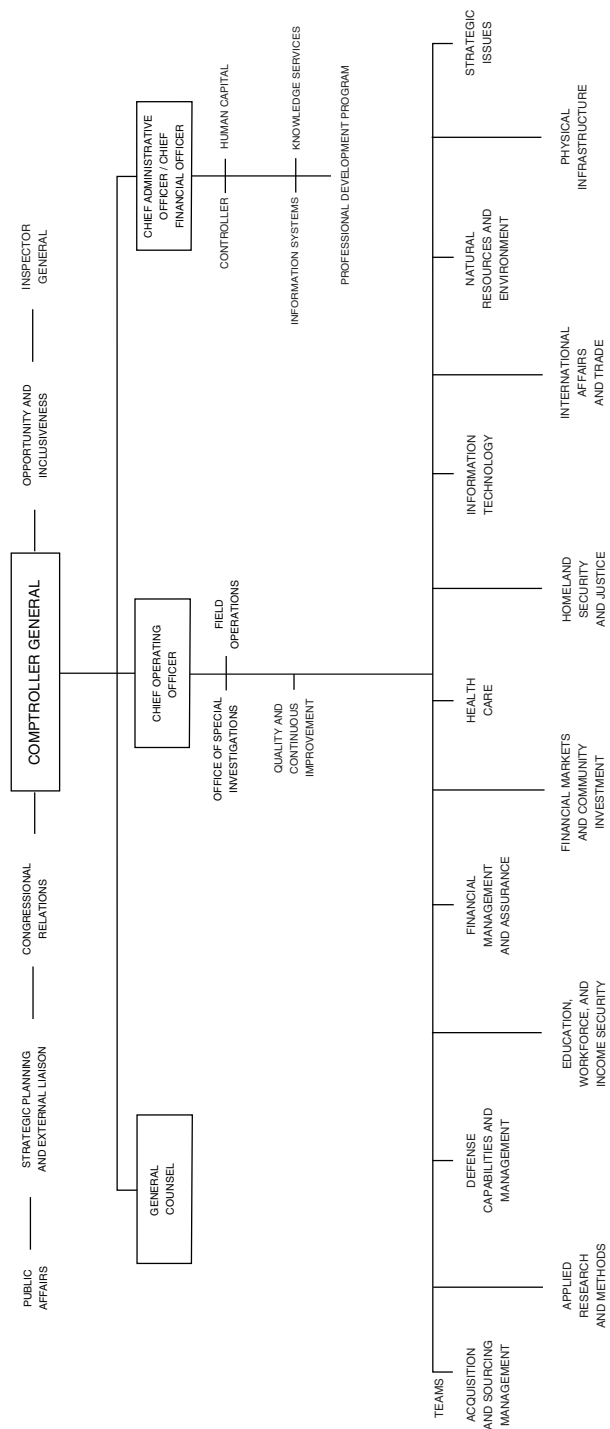 COMPTROLLER GENERAL
PUBLIC
AFFAIRS
STRATEGIC PLANNING
AND EXTERNAL LIAISON
CONGRESSIONAL
RELATIONS
OPPORTUNITY AND
INCLUSIVENESS
INSPECTOR
GENERAL
GENERAL
COUNSEL
CHIEF OPERATING
OFFICER
CHIEF ADMINISTRATIVE
OFFICER / CHIEF
FINANCIAL OFFICER
OFFICE OF SPECIAL
INVESTIGATIONS
FIELD
OPERATIONS
QUALITY AND
CONTINUOUS
IMPROVEMENT
CONTROLLER
HUMAN CAPITAL
INFORMATION SYSTEMS
KNOWLEDGE SERVICES
PROFESSIONAL DEVELOPMENT PROGRAM
TEAMS
ACQUISITION
AND SOURCING
MANAGEMENT
APPLIED
RESEARCH
AND METHODS
DEFENSE
CAPABILITIES AND
MANAGEMENT
EDUCATION,
WORKFORCE, AND
INCOME SECURITY
FINANCIAL
MANAGEMENT
AND ASSURANCE
FINANCIAL MARKETS
AND COMMUNITY
INVESTMENT
HEALTH
CARE
HOMELAND
SECURITY
AND JUSTICE
INFORMATION
TECHNOLOGY
INTERNATIONAL
AFFAIRS
AND TRADE
NATURAL
RESOURCES AND
ENVIRONMENT
PHYSICAL
INFRASTRUCTURE
STRATEGIC
ISSUES